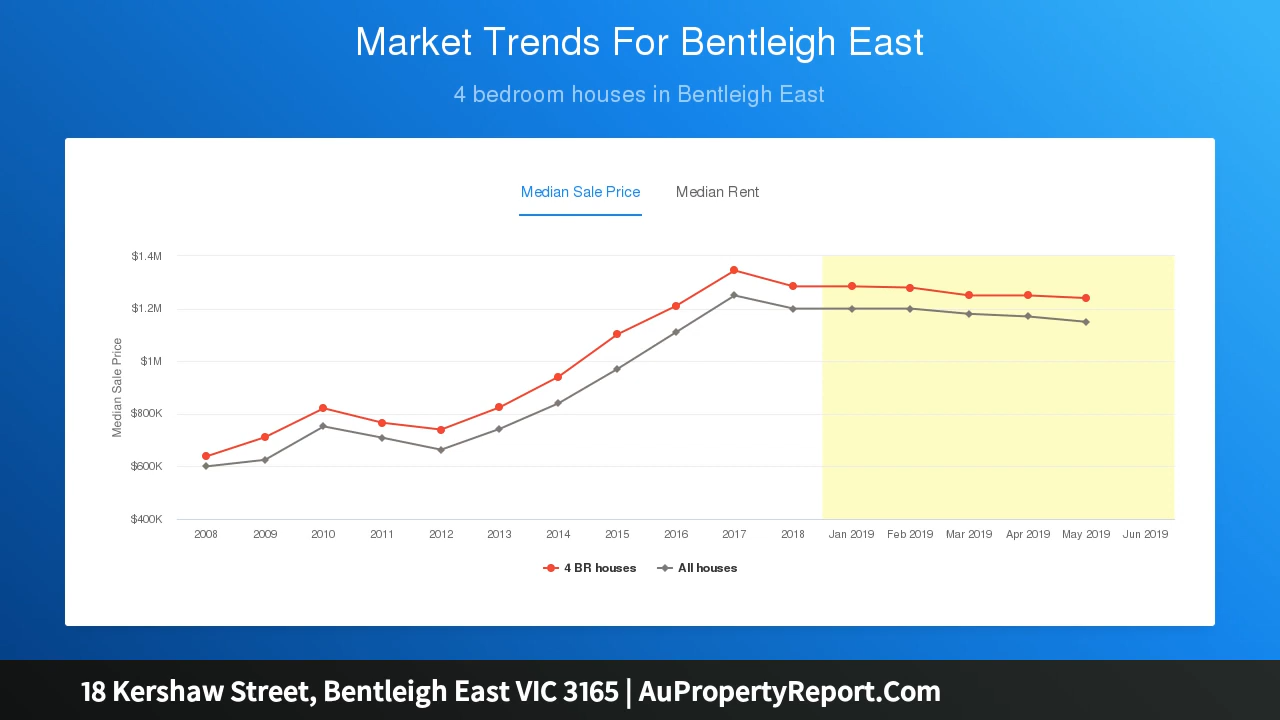 Market Trends For Bentleigh East
4 bedroom houses in Bentleigh East
Median Sale Price Median Rent
$1.4M
$1.2M
$1M
$800K
$600K
$400K
Median Sale Price
2008 2009 2010 2011 2012 2013 2014 2015 2016 2017 2018 Jan 2019 Feb 2019 Mar 2019 Apr 2019 May 2019 Jun 2019
4 BR houses All houses
18 Kershaw Street, Bentleigh East VIC 3165 | AuPropertyReport.Com